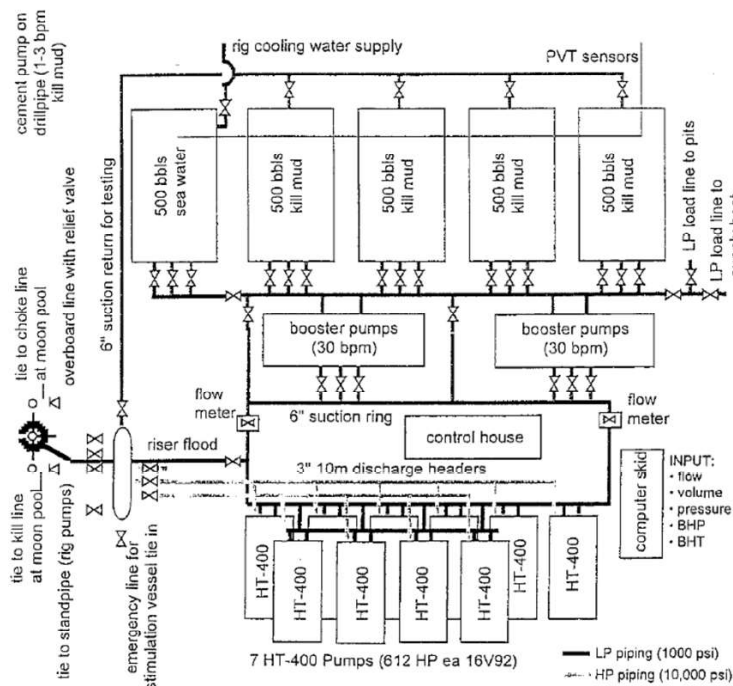 cement pump on
drillpipe (1-3 bpm
kill mud)
rig cooling water supply
PVT sensors
500 bbls
sea water
500 bbls
kill mud
500 bbls
kill mud
500 bbls
kill mud
500 bbls
kill mud
LP load line to pits
LP load line to
6" suction return for testing
overboard line with relief valve
tie to choke line
at moon pool
booster pumps
(30 bpm)
booster pumps
(30 bpm)
flow
meter
6" suction ring
flow
meter
control house
riser flood
3" 10m discharge headers
computer skid
INPUT:
• flow
• volume
• pressure
• BHP
• BHT
tie to kill line
at moon pool
tie to standpipe (rig pumps)
emergency line for
stimulation vessel tie in
HT-400
HT-400
HT-400
HT-400
HT-400
HT-400
HT-400
7 HT-400 Pumps (612 HP ea 16V92)
LP piping (1000 psi)
HP piping (10,000 psi)